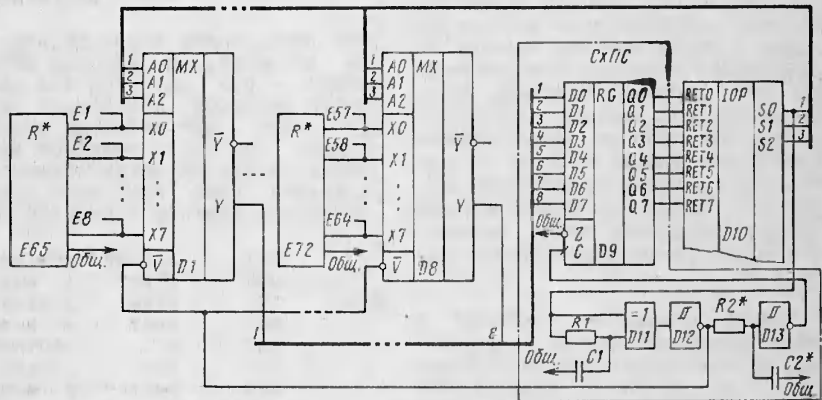 СхПС
1 A0 MX
2 A1
3 A2
R*
E1 X0
E2 X1
E8 X7
E65
Общ.
V̅ D1
Y̅
Y
1 A0 MX
2 A1
3 A2
R*
E57 X0
E58 X1
E64 X7
E72
Общ.
V̅ D8
Y̅
Y
1 D0 RG Q0
2 D1 Q1
3 D2 Q2
4 D3 Q3
5 D4 Q4
6 D5 Q5
7 D6 Q6
8 D7 Q7
Общ.
Z
C D9
RET0 IOP S0 1
RET1 S1 2
RET2 S2 3
RET3
RET4
RET5
RET6
RET7
D10
1
8
R1
=1
D11
D12
R2*
D13
Общ.
C1
C2*
Общ.